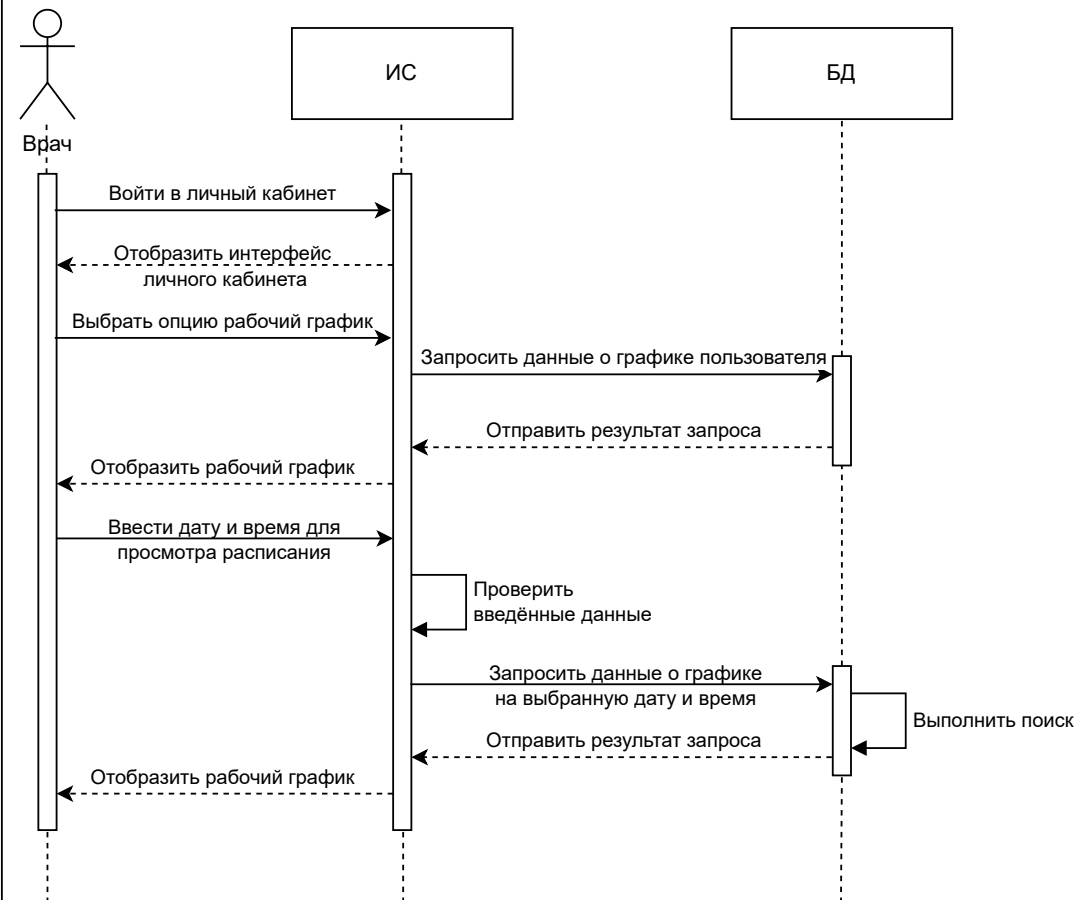 ИС
БД
Врач
Войти в личный кабинет
Отобразить интерфейс
личного кабинета
Выбрать опцию рабочий график
Запросить данные о графике пользователя
Отправить результат запроса
Отобразить рабочий график
Ввести дату и время для
просмотра расписания
Проверить
введённые данные
Запросить данные о графике
на выбранную дату и время
Выполнить поиск
Отправить результат запроса
Отобразить рабочий график